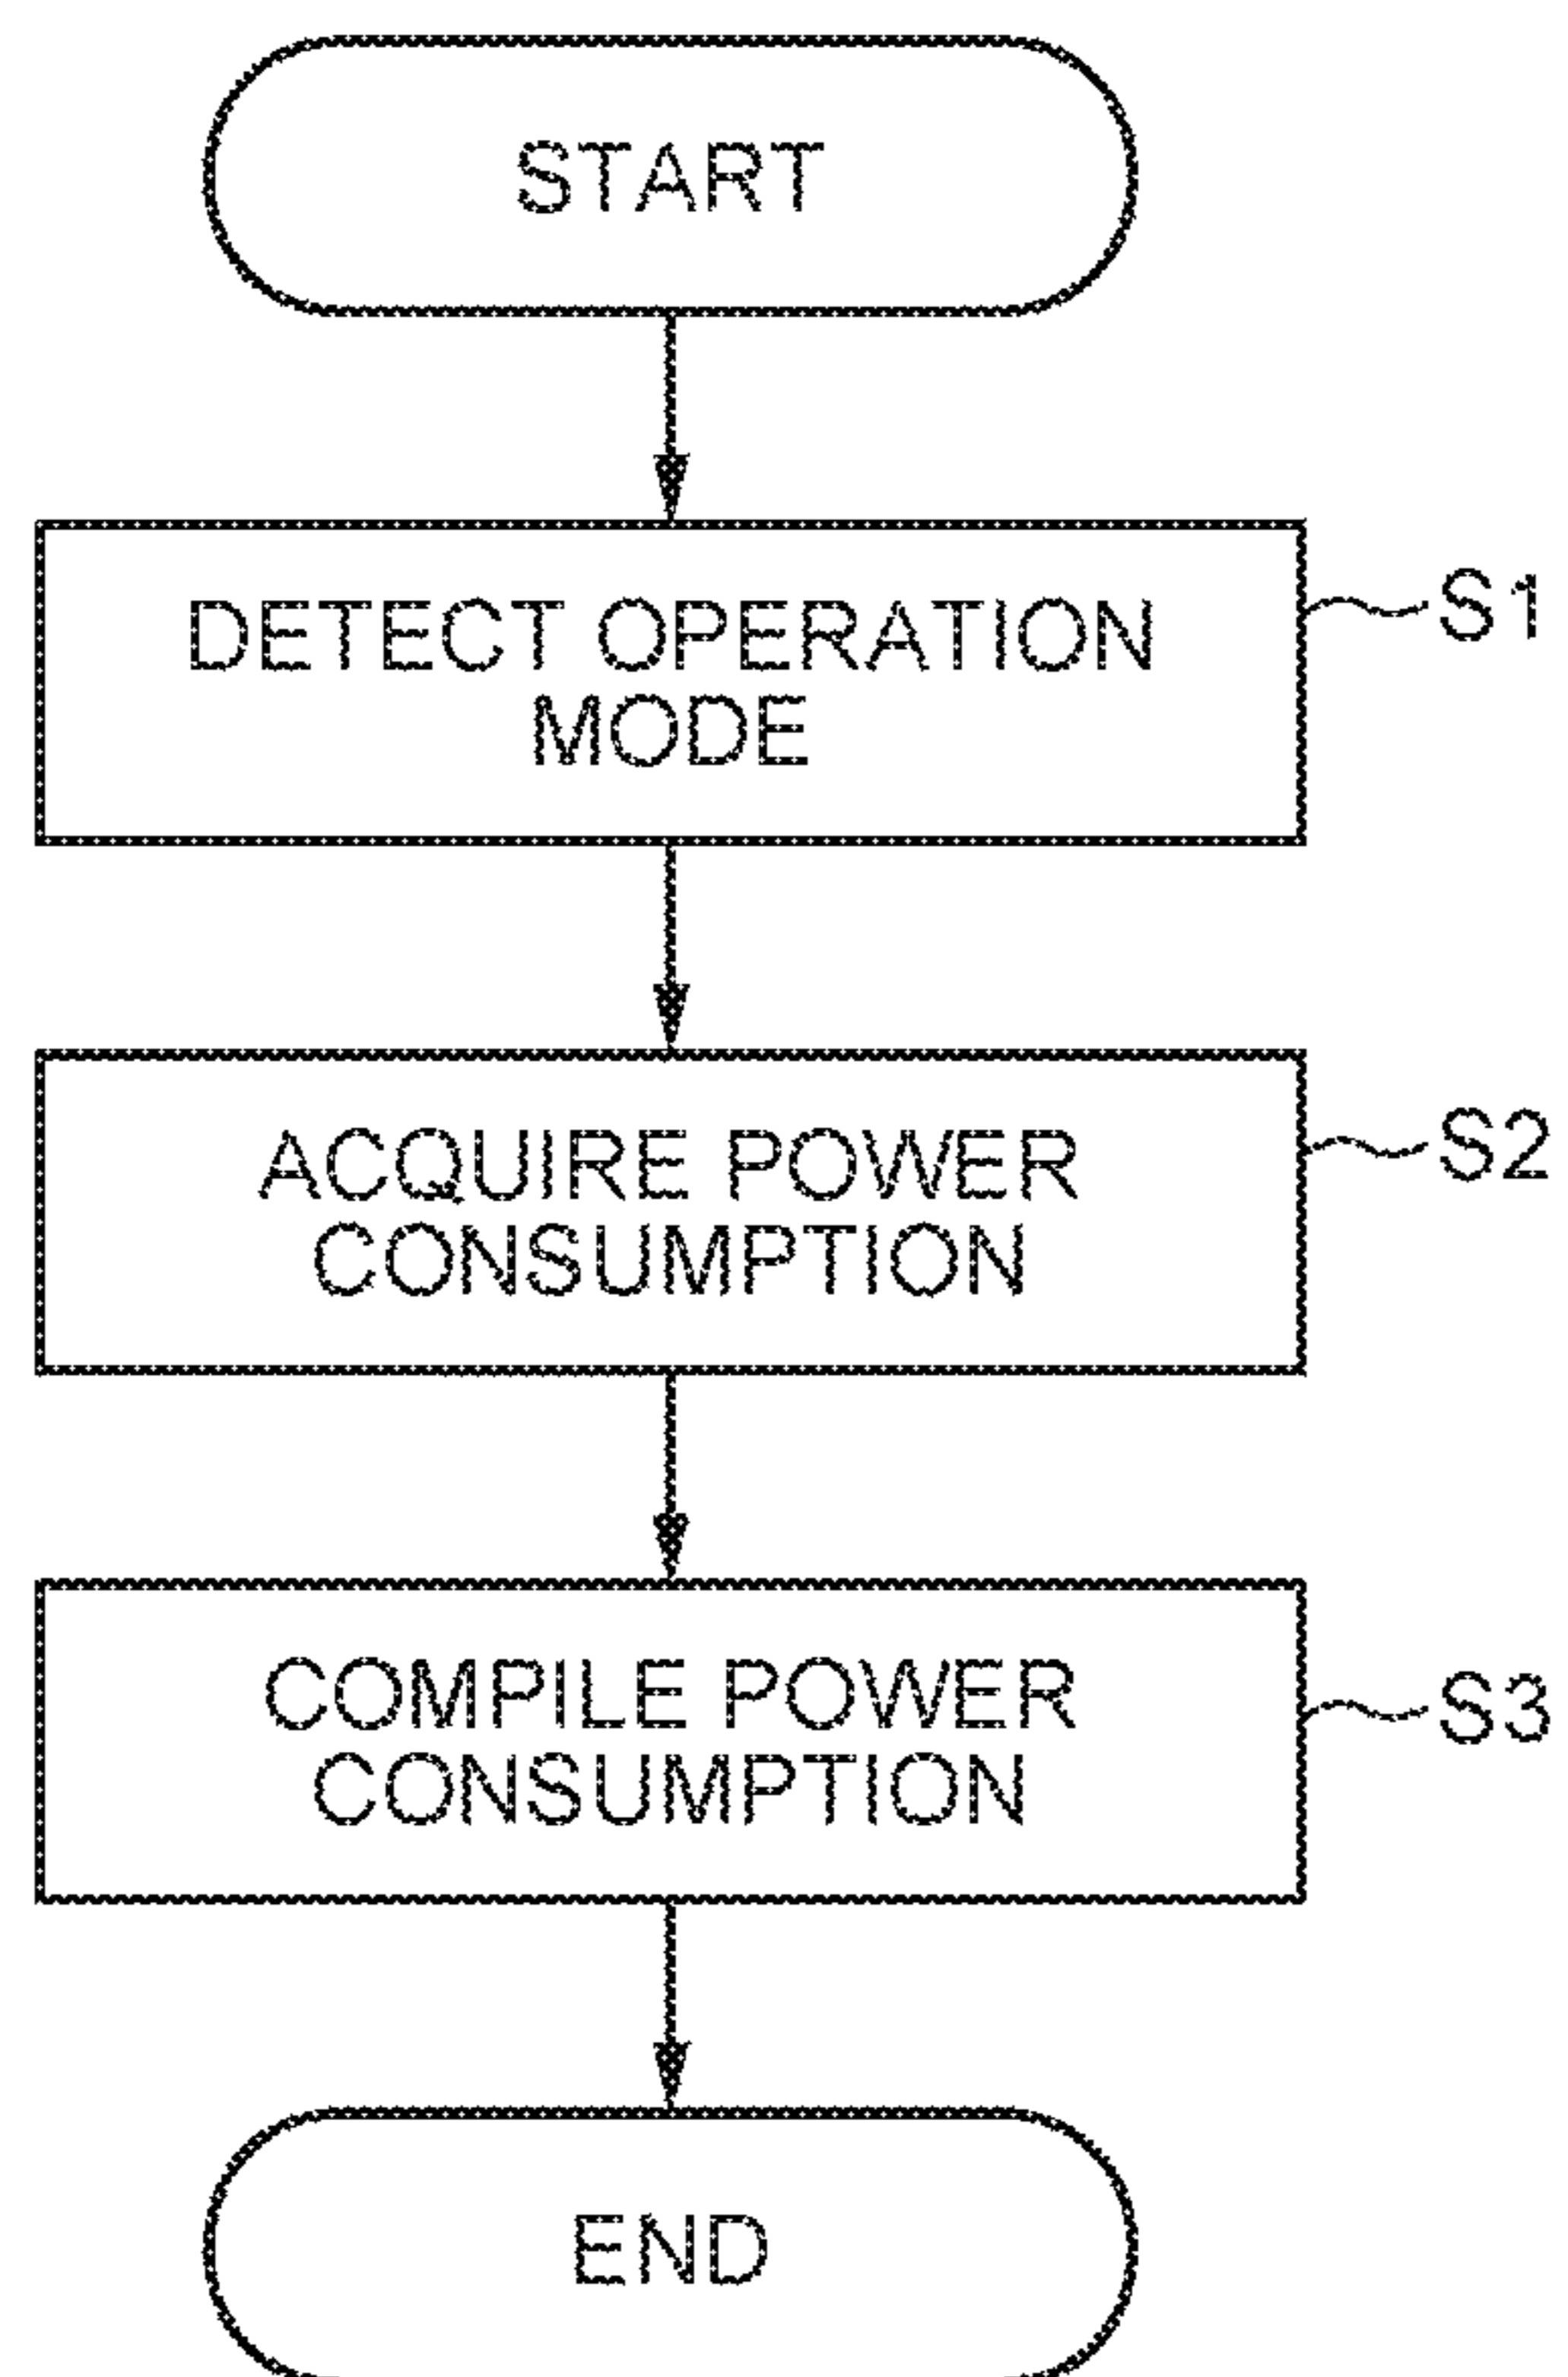 START
DETECT OPERATION
MODE
S1
ACQUIRE POWER
CONSUMPTION
S2
COMPILE POWER
CONSUMPTION
S3
END